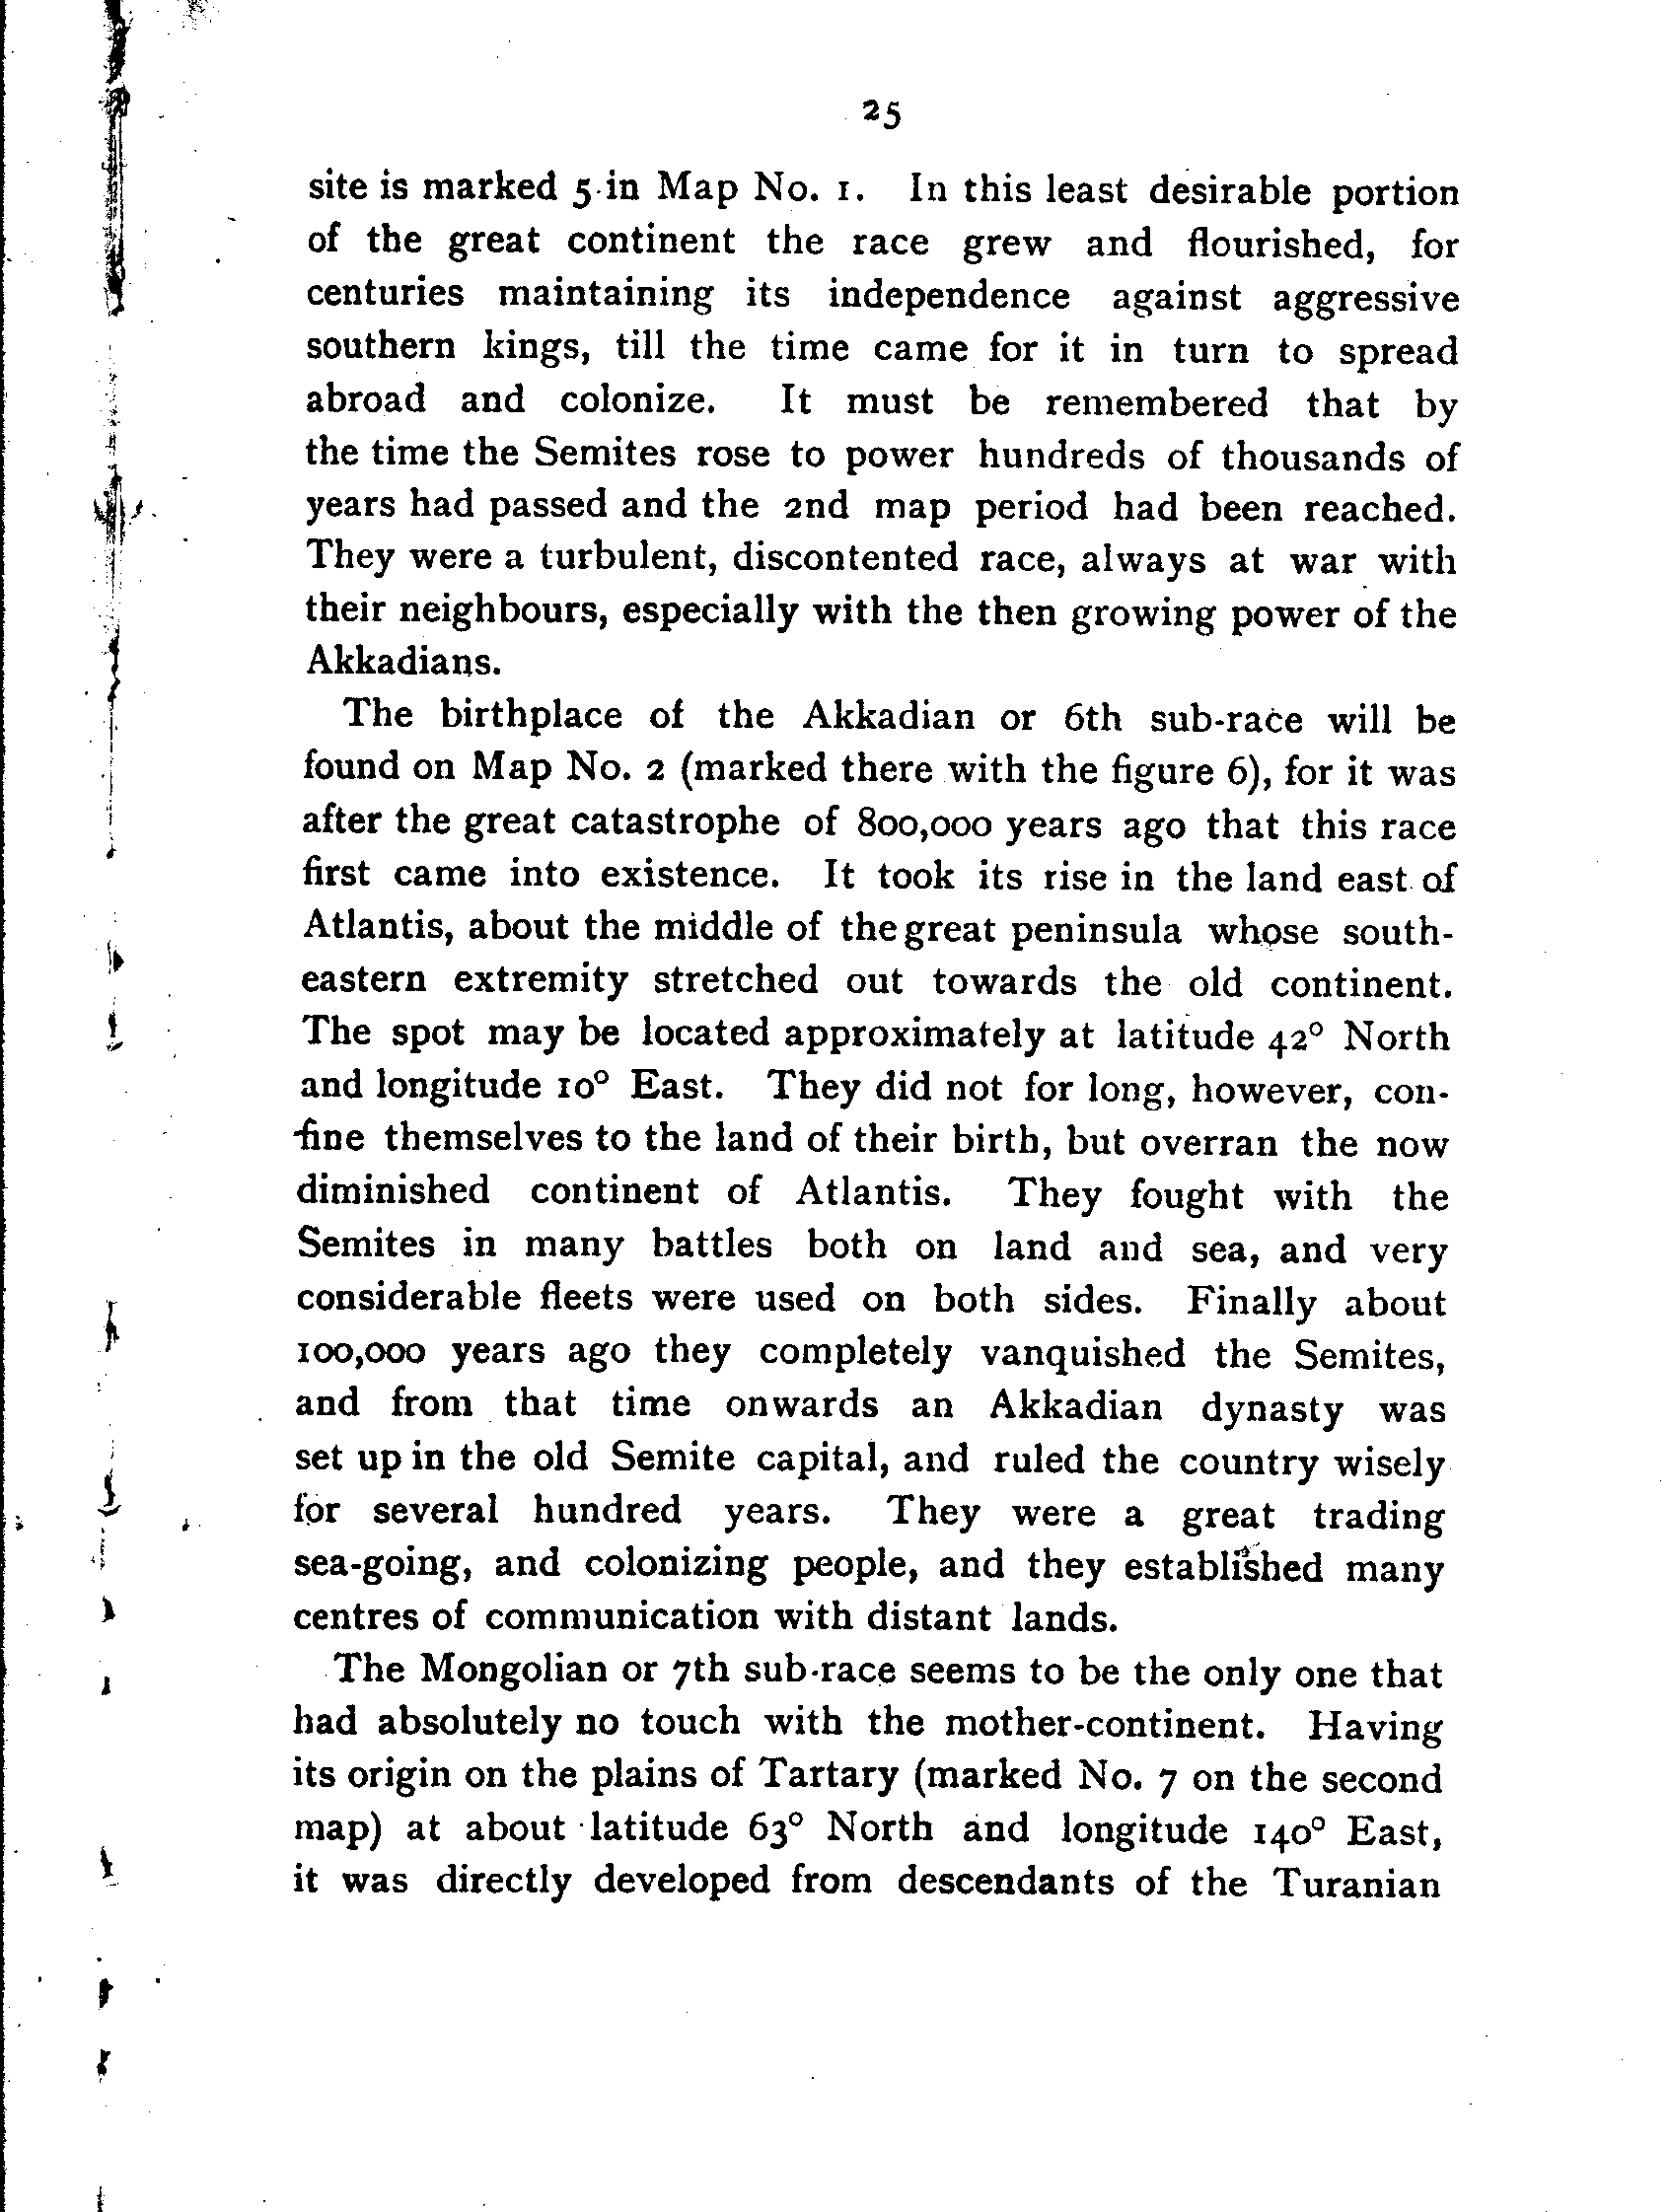 25
site is marked 5 in Map No. 1. In this least desirable portion
of the great continent the race grew and flourished, for
centuries maintaining its independence against aggressive
southern kings, till the time came for it in turn to spread
abroad and colonize. It must be remembered that by
the time the Semites rose to power hundreds of thousands of
years had passed and the 2nd map period had been reached.
They were a turbulent, discontented race, always at war with
their neighbours, especially with the then growing power of the
Akkadians.
The birthplace of the Akkadian or 6th sub-race will be
found on Map No. 2 (marked there with the figure 6), for it was
after the great catastrophe of 800,000 years ago that this race
first came into existence. It took its rise in the land east of
Atlantis, about the middle of the great peninsula whose south-
eastern extremity stretched out towards the old continent.
The spot may be located approximately at latitude 42° North
and longitude 10° East. They did not for long, however, con-
fine themselves to the land of their birth, but overran the now
diminished continent of Atlantis. They fought with the
Semites in many battles both on land and sea, and very
considerable fleets were used on both sides. Finally about
100,000 years ago they completely vanquished the Semites,
and from that time onwards an Akkadian dynasty was
set up in the old Semite capital, and ruled the country wisely
for several hundred years. They were a great trading
sea-going, and colonizing people, and they established many
centres of communication with distant lands.
The Mongolian or 7th sub-race seems to be the only one that
had absolutely no touch with the mother-continent. Having
its origin on the plains of Tartary (marked No. 7 on the second
map) at about latitude 63° North and longitude 140° East,
it was directly developed from descendants of the Turanian